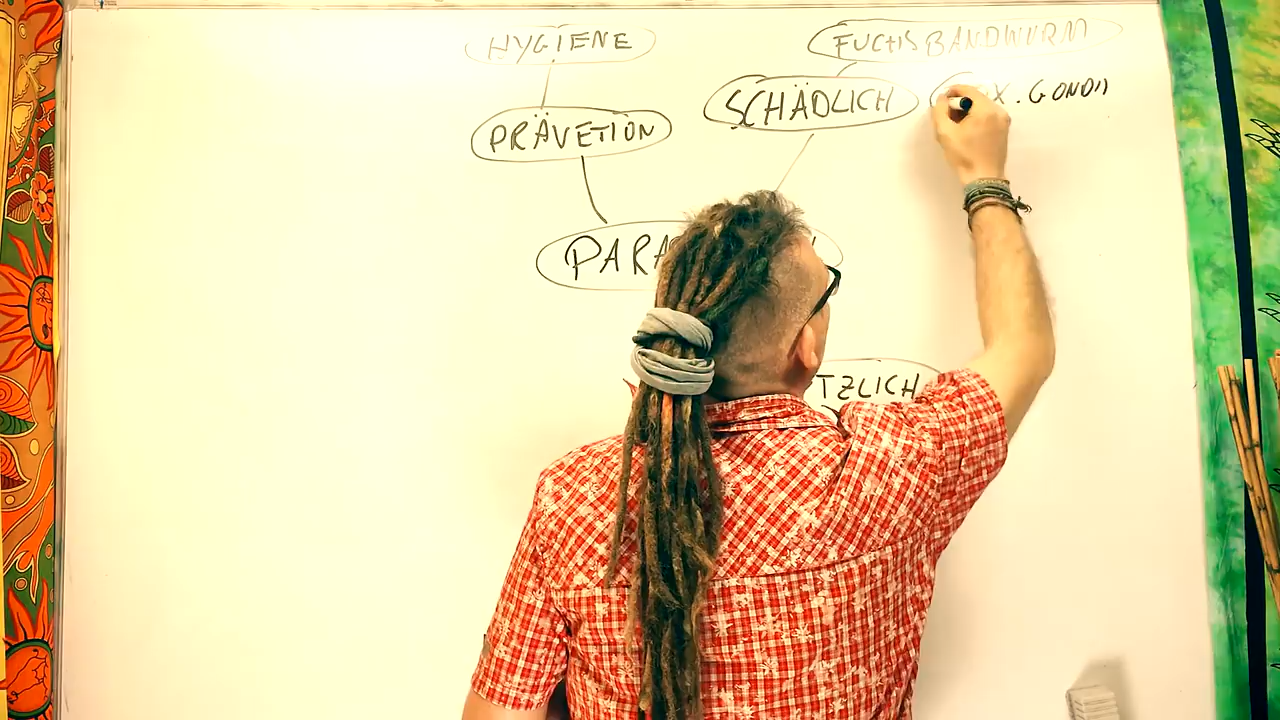 HYGIENE
FUCHSBANDWURM
PRÄVETION
SCHÄDLICH
X. GONDII
PARA
TZLICH